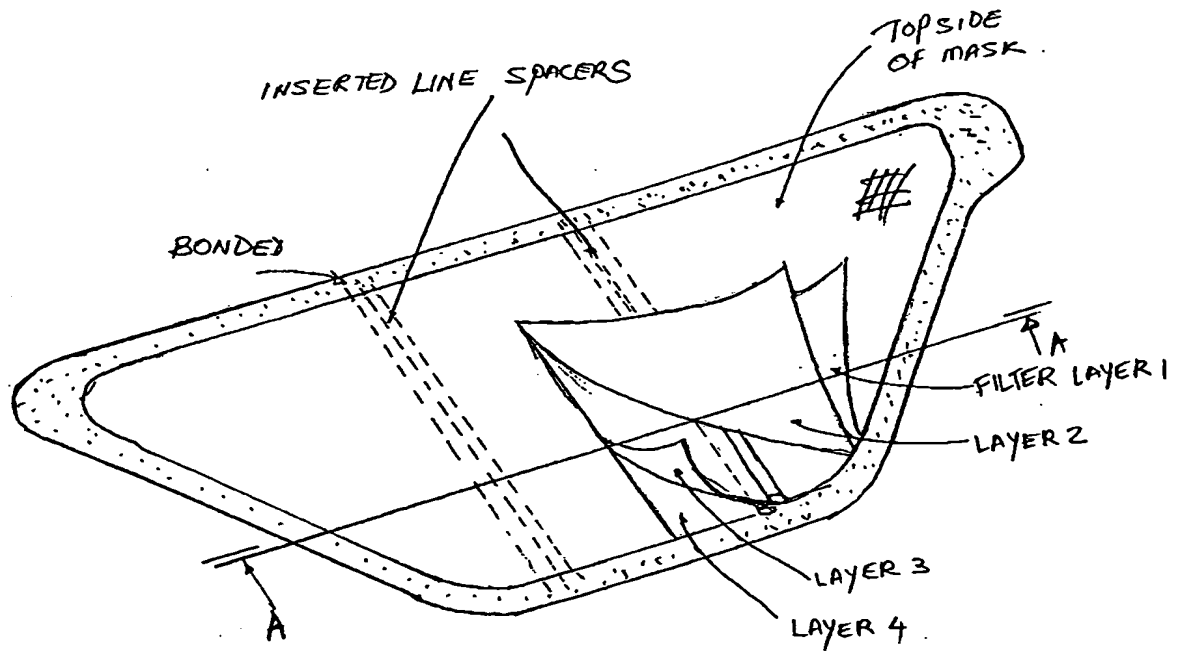 TOPSIDE
OF MASK.
INSERTED LINE SPACERS
BONDED
A
FILTER LAYER 1
LAYER 2
LAYER 3
LAYER 4.
A